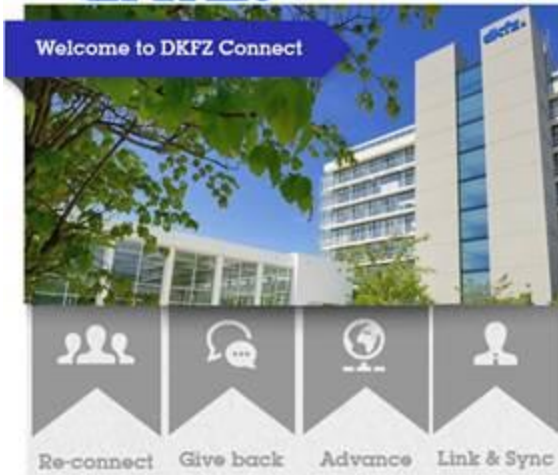 Welcome to DKFZ Connect
dkfz.
Re-connect
Give back
Advance
Link & Sync